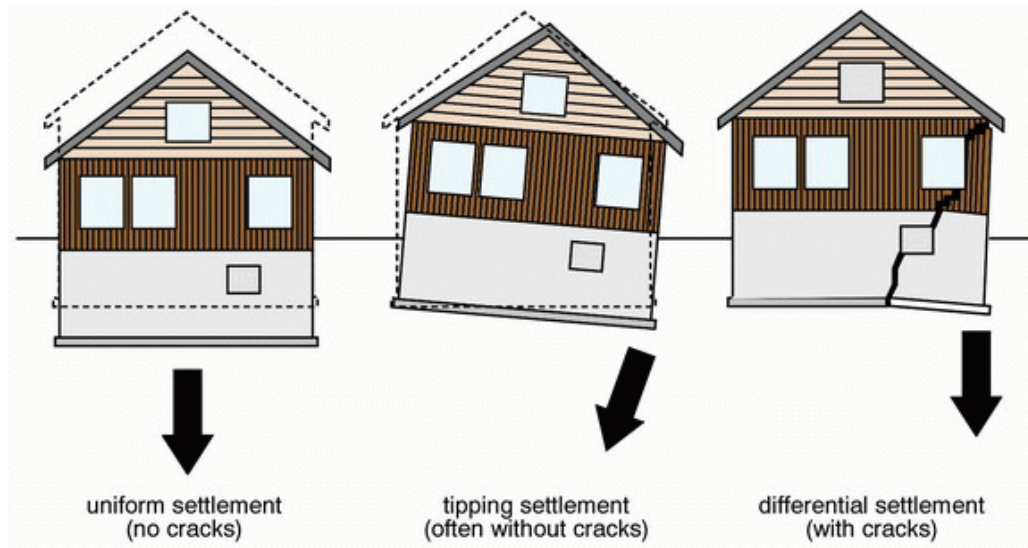 uniform settlement
(no cracks)
tipping settlement
(often without cracks)
differential settlement
(with cracks)